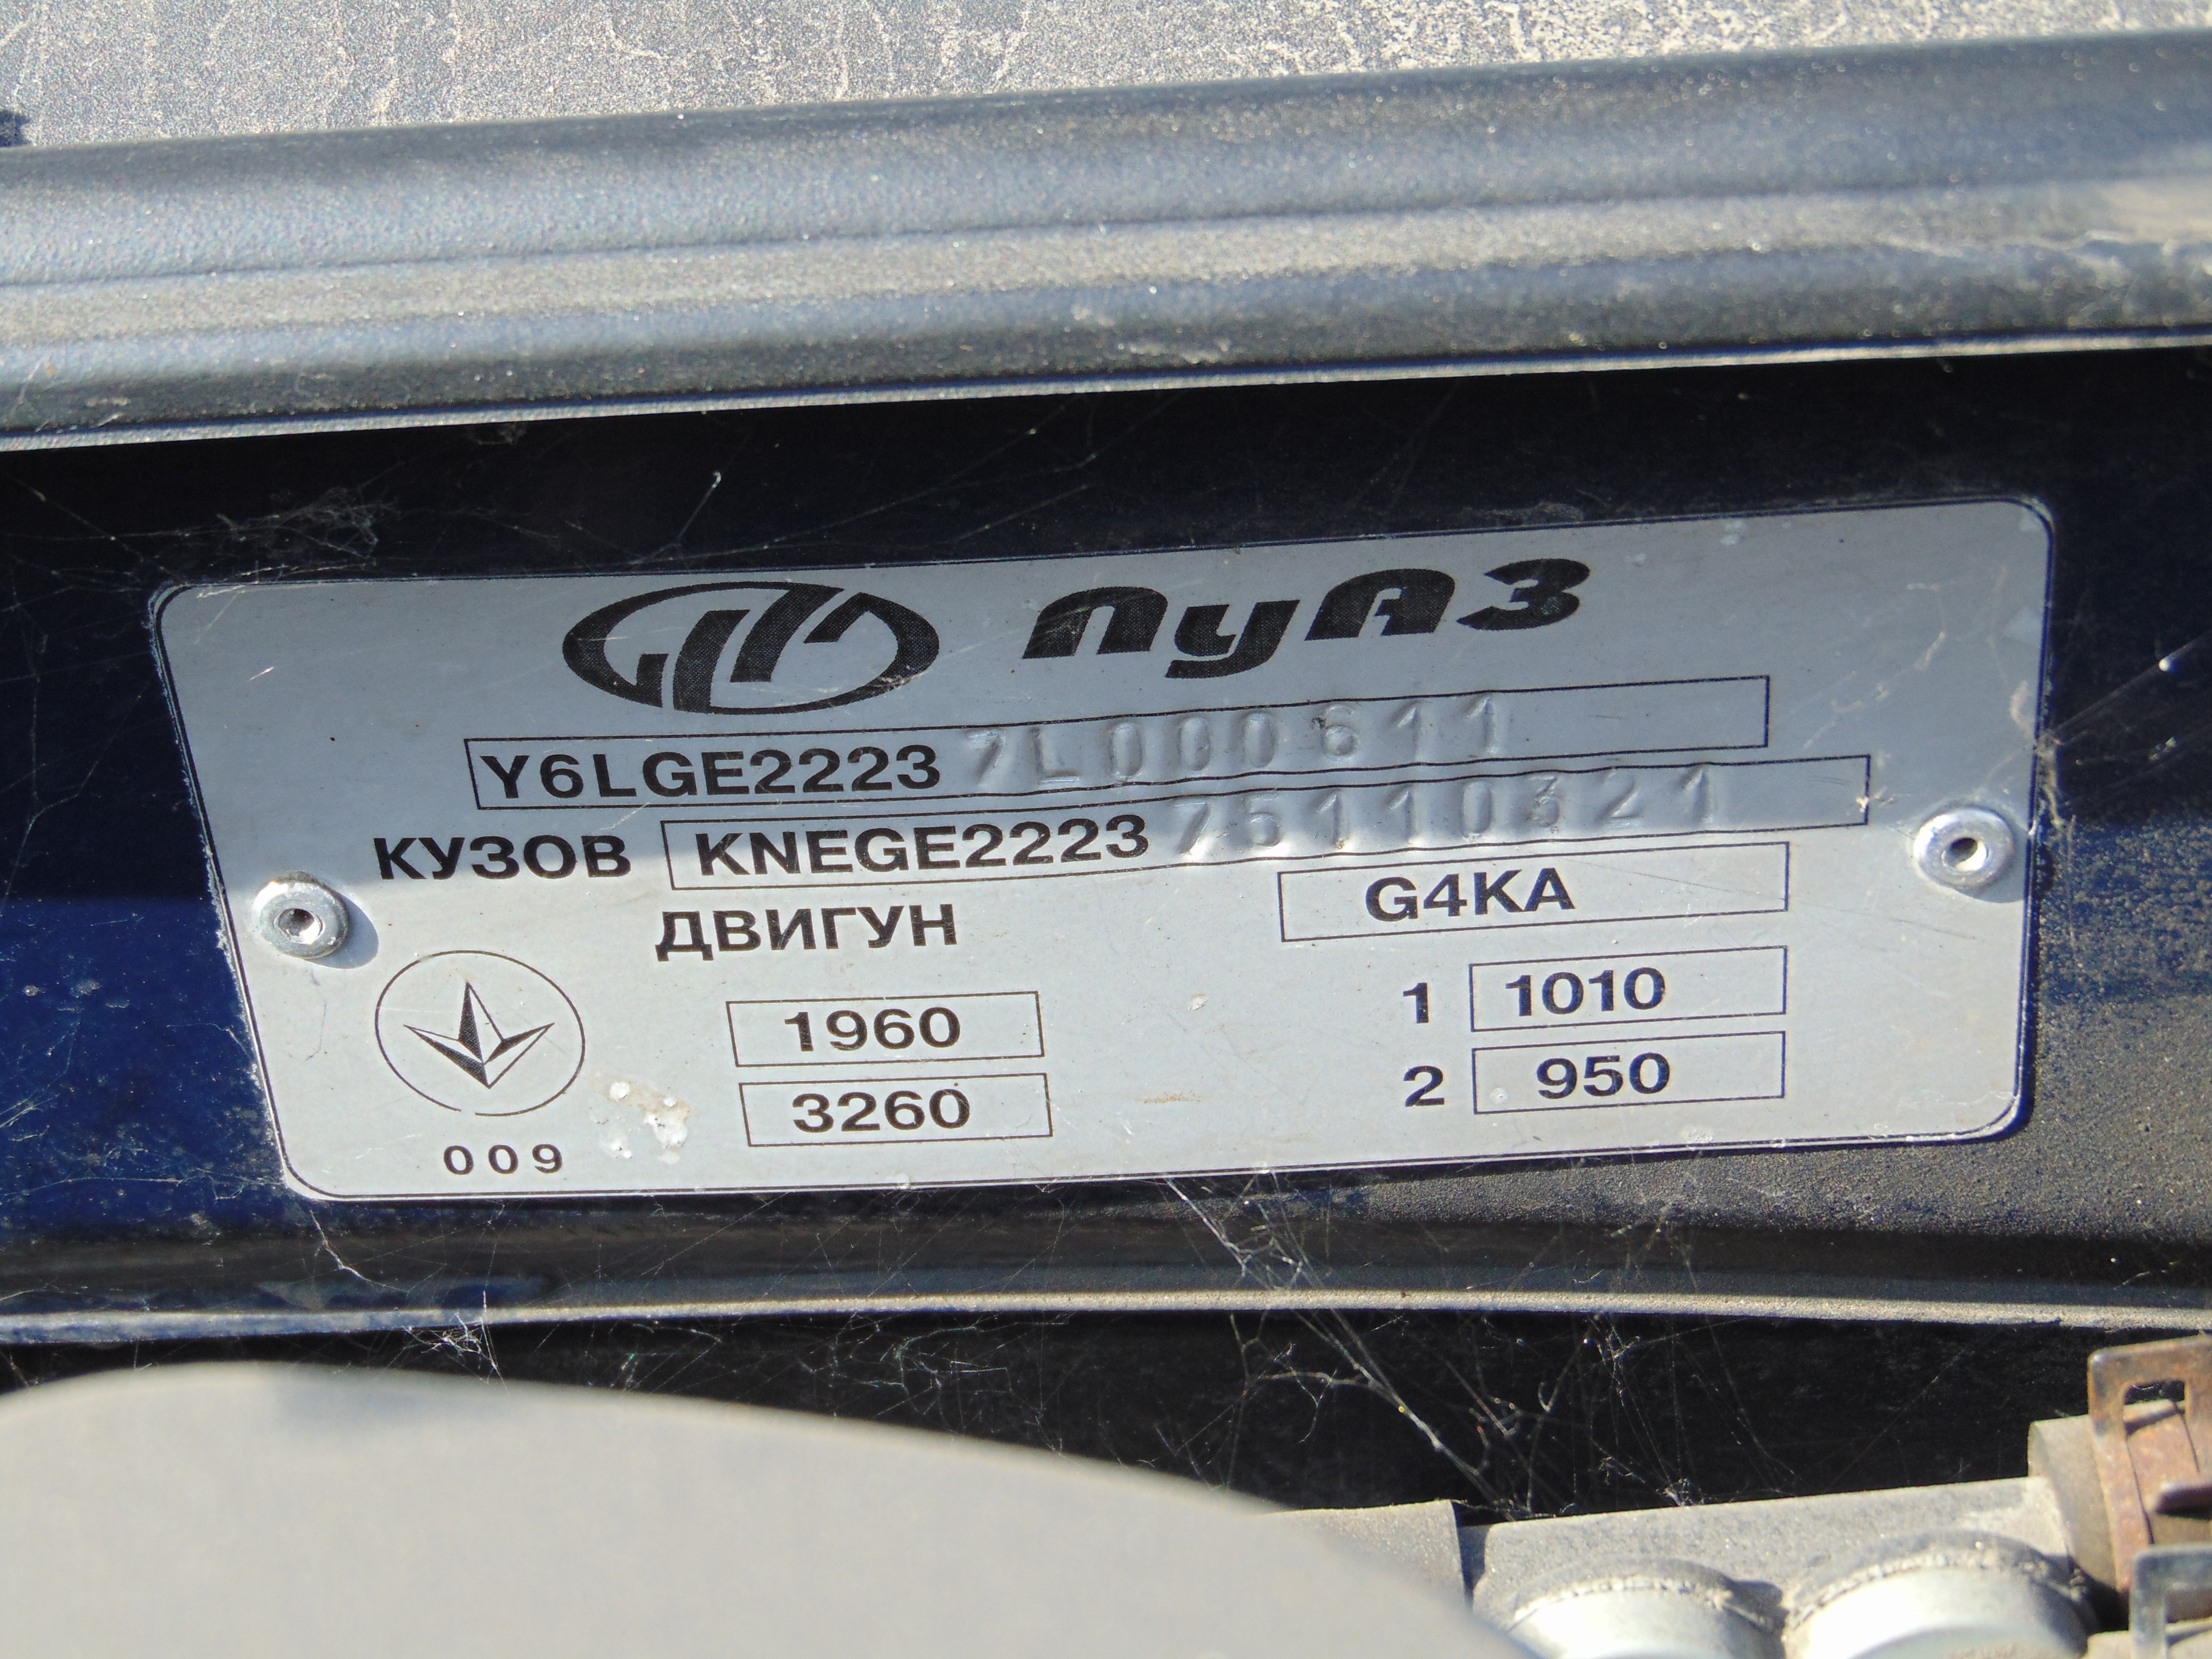 ЛуАЗ
Y6LGE22237L000611
КУЗОВ KNEGE222375110321
ДВИГУН G4KA
1960 1 1010
3260 2 950
009